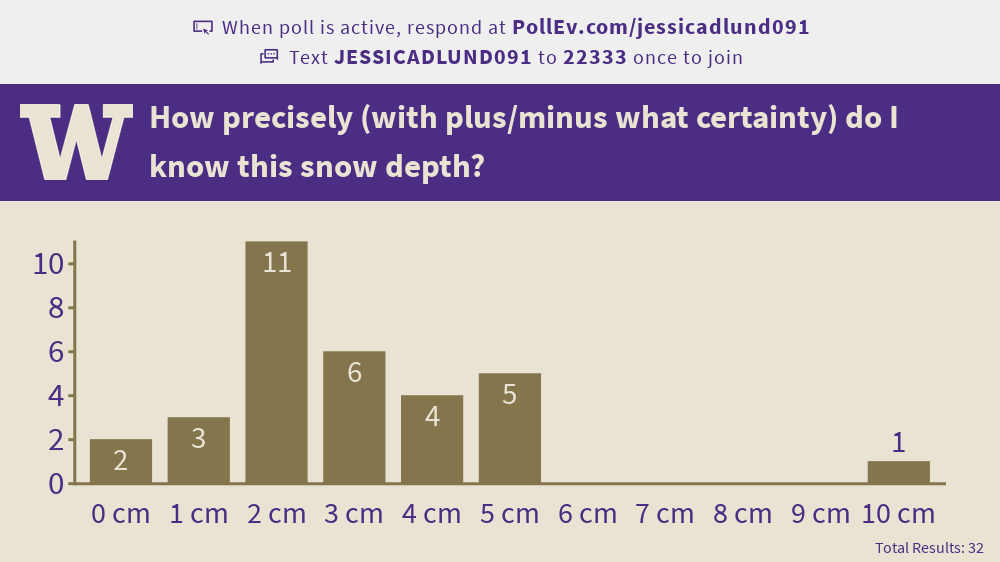 When poll is active, respond at PollEv.com/jessicadlund091
Text JESSICADLUND091 to 22333 once to join
W
How precisely (with plus/minus what certainty) do I
know this snow depth?
10
8
6
4
2
0
2
3
11
6
4
5
1
0 cm 1 cm 2 cm 3 cm 4 cm 5 cm 6 cm 7 cm 8 cm 9 cm 10 cm
Total Results: 32